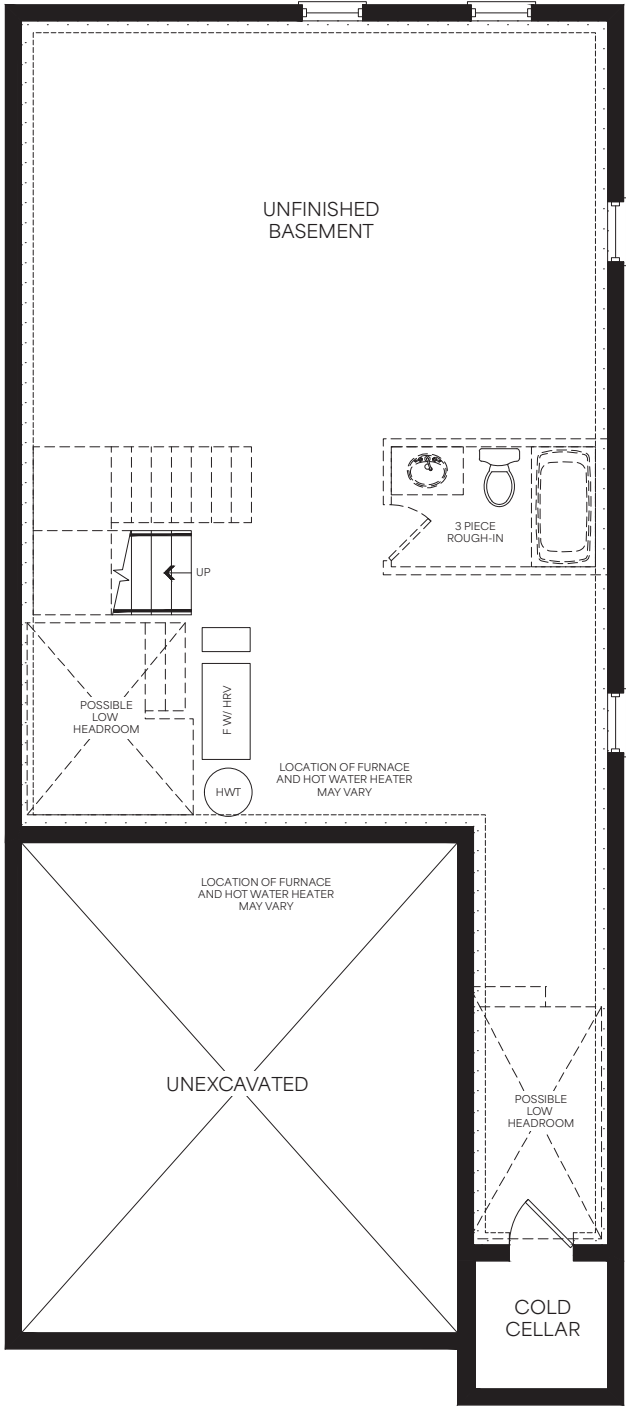 UNFINISHED
BASEMENT
3 PIECE
ROUGH-IN
UP
POSSIBLE
LOW
HEADROOM
F W/ HRV
HWT
LOCATION OF FURNACE
AND HOT WATER HEATER
MAY VARY
LOCATION OF FURNACE
AND HOT WATER HEATER
MAY VARY
UNEXCAVATED
POSSIBLE
LOW
HEADROOM
COLD
CELLAR